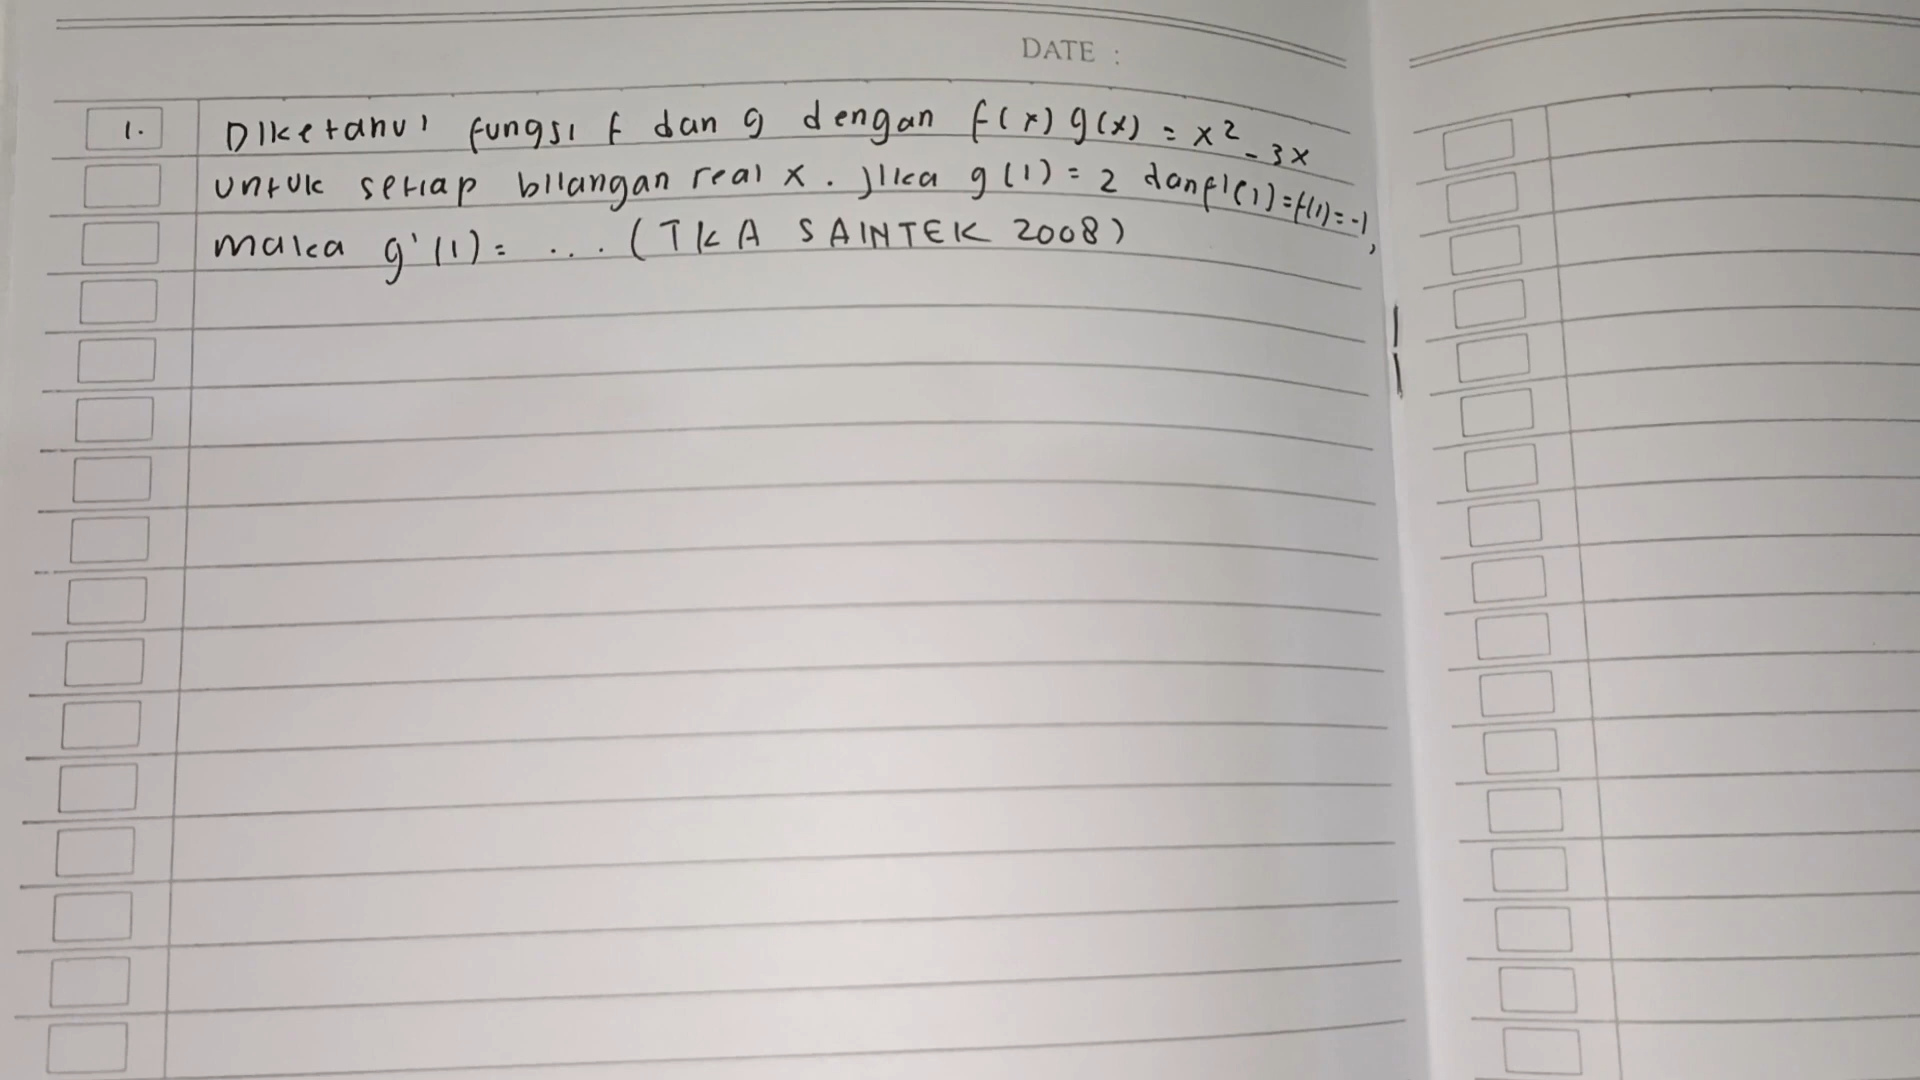 DATE :
1. Diketahui fungsi f dan g dengan f(x) g(x) = x² - 3x
untuk setiap bilangan real x. Jika g(1) = 2 dan f'(1) = f(1) = -1,
maka g'(1) = ... (TKA SAINTEK 2008)